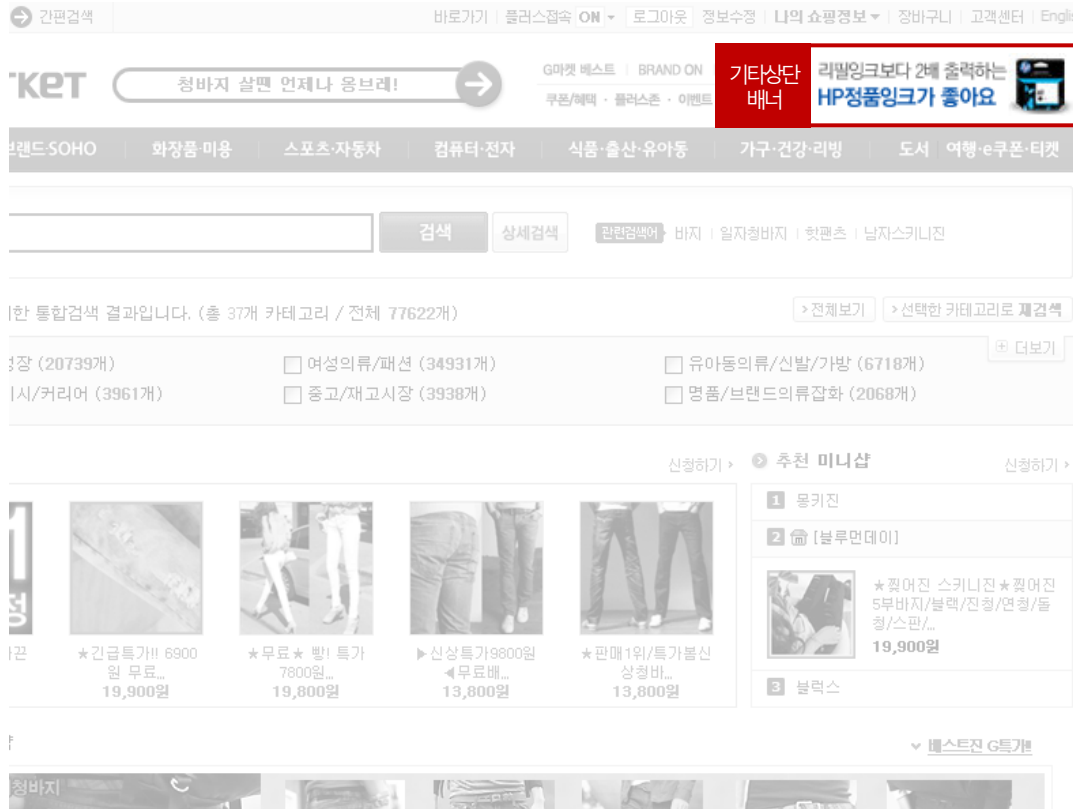 간편검색
바로가기 플러스접속 ON 로그아웃 정보수정 나의 쇼핑정보 장바구니 고객센터 Englis
ʻKET
청바지 살땐 언제나 옹브래!
G마켓 베스트 BRAND ON
쿠폰/혜택 · 플러스존 · 이벤트
기타상단
배너
리필잉크보다 2배 출력하는
HP정품잉크가 좋아요
브랜드·SOHO 화장품·미용 스포츠·자동차 컴퓨터·전자 식품·출산·유아동 가구·건강·리빙 도서 여행·e쿠폰·티켓
검색 상세검색 관련검색어 바지 일자청바지 핫팬츠 남자스키니진
한 통합검색 결과입니다. (총 37개 카테고리 / 전체 77622개)
전체보기 선택한 카테고리로 재검색
더보기
장 (20739개) 여성의류/패션 (34931개) 유아동의류/신발/가방 (6718개)
시/커리어 (3961개) 중고/재고시장 (3938개) 명품/브랜드의류잡화 (2068개)
신청하기
추천 미니샵
신청하기
정
★긴급특가!! 6900
원 무료...
19,900원
★무료★ 빵! 특가
7800원...
19,800원
▶신상특가9800원
◀무료배...
13,800원
★판매1위/특가봄신
상청바...
13,800원
1 몽키진
2 [블루먼데이]
★찢어진 스키니진★찢어진
5부바지/블랙/진청/연청/돌
청/스판/...
19,900원
3 블럭스
베스트진 G특가!!
청바지